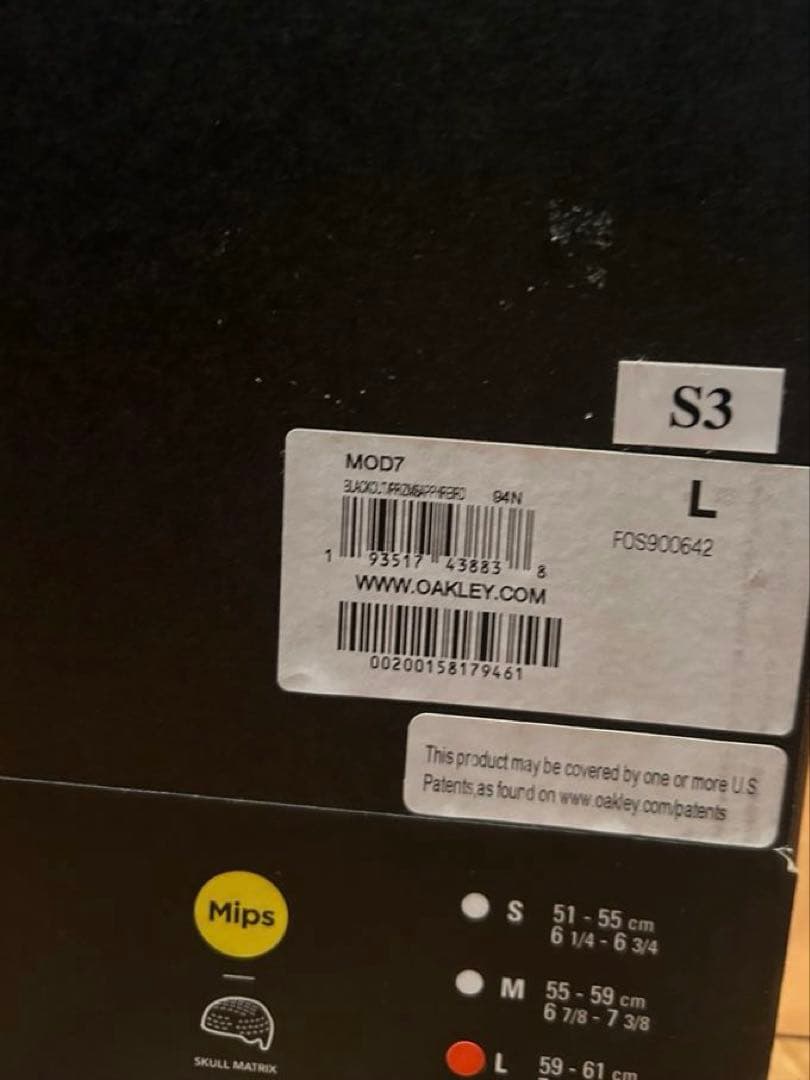 S3
MOD7
94N
L
FOS900642
1 93517 43883 8
WWW.OAKLEY.COM
00200158179461
This product may be covered by one or more U.S
Patents,as found on www.oakley.com/patents
Mips
SKULL MATRIX
S 51 - 55 cm
6 1/4 - 6 3/4
M 55 - 59 cm
6 7/8 - 7 3/8
L 59 - 61 cm